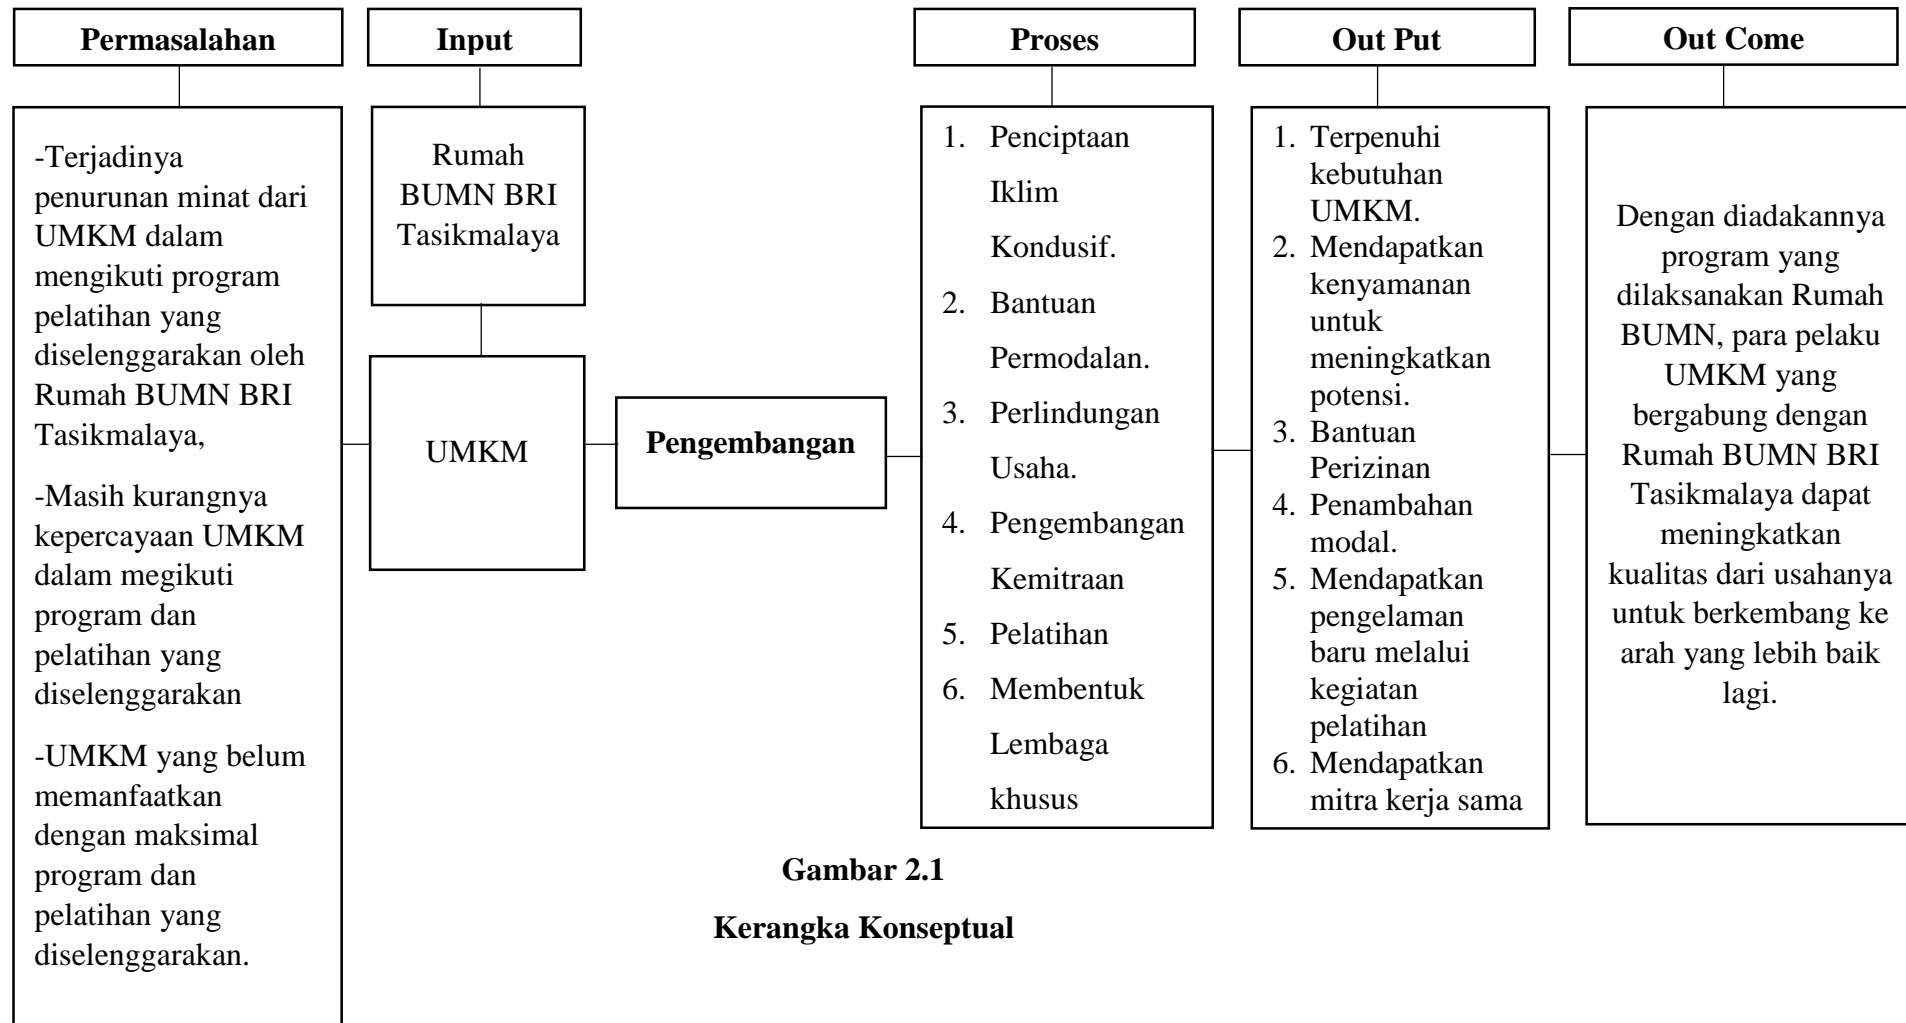 Permasalahan
-Terjadinya
penurunan minat dari
UMKM dalam
mengikuti program
pelatihan yang
diselenggarakan oleh
Rumah BUMN BRI
Tasikmalaya,
-Masih kurangnya
kepercayaan UMKM
dalam megikuti
program dan
pelatihan yang
diselenggarakan
-UMKM yang belum
memanfaatkan
dengan maksimal
program dan
pelatihan yang
diselenggarakan.
Input
Rumah
BUMN BRI
Tasikmalaya
UMKM
Pengembangan
Proses
1. Penciptaan
Iklim
Kondusif.
2. Bantuan
Permodalan.
3. Perlindungan
Usaha.
4. Pengembangan
Kemitraan
5. Pelatihan
6. Membentuk
Lembaga
khusus
Out Put
1. Terpenuhi
kebutuhan
UMKM.
2. Mendapatkan
kenyamanan
untuk
meningkatkan
potensi.
3. Bantuan
Perizinan
4. Penambahan
modal.
5. Mendapatkan
pengelaman
baru melalui
kegiatan
pelatihan
6. Mendapatkan
mitra kerja sama
Out Come
Dengan diadakannya
program yang
dilaksanakan Rumah
BUMN, para pelaku
UMKM yang
bergabung dengan
Rumah BUMN BRI
Tasikmalaya dapat
meningkatkan
kualitas dari usahanya
untuk berkembang ke
arah yang lebih baik
lagi.
Gambar 2.1
Kerangka Konseptual